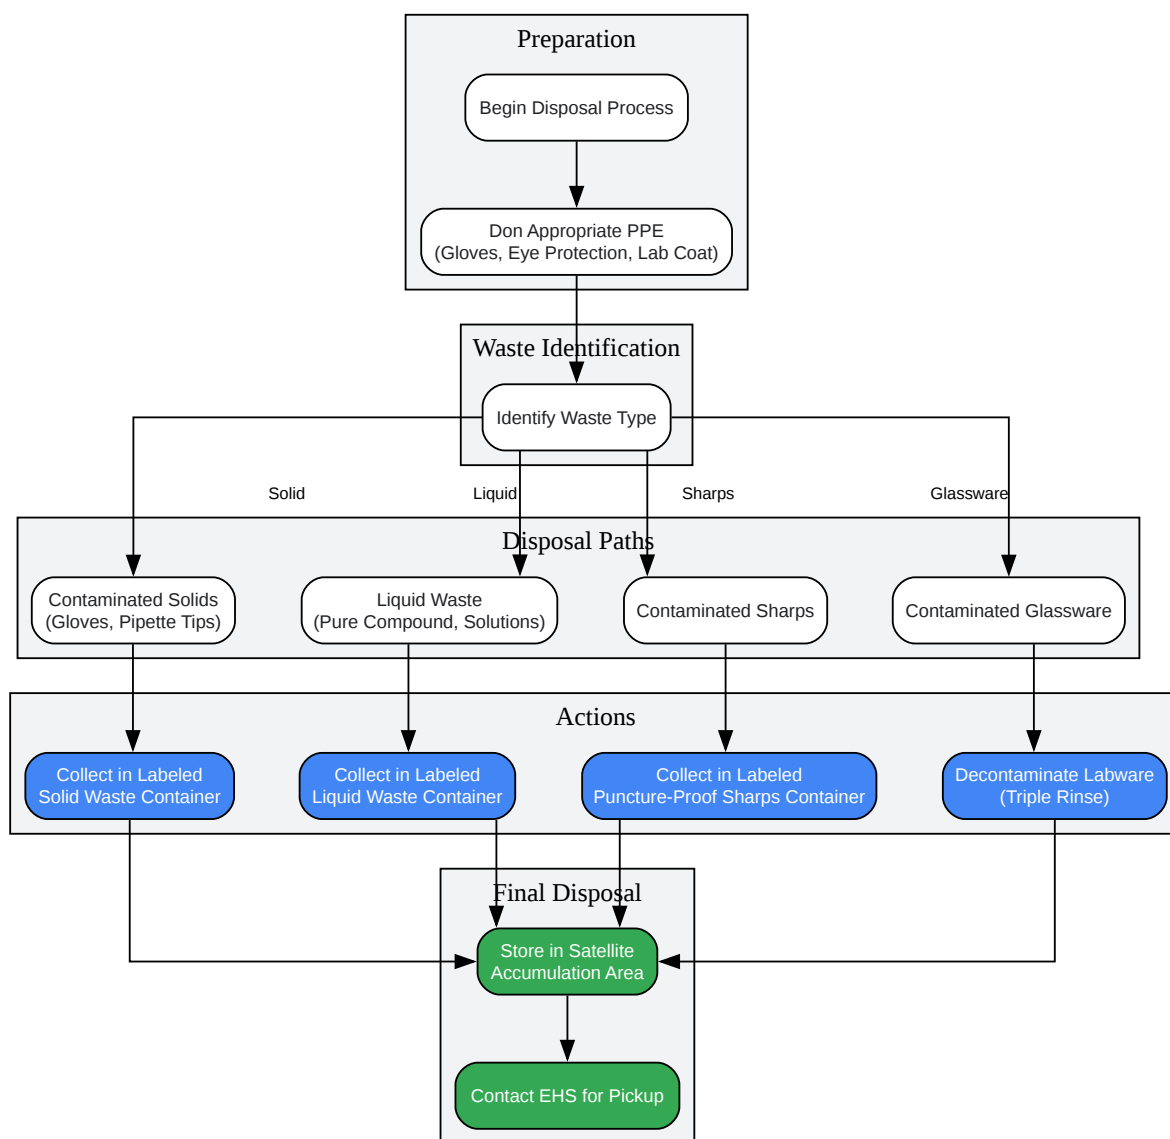 Preparation
Begin Disposal Process
Don Appropriate PPE
(Gloves, Eye Protection, Lab Coat)
Waste Identification
Identify Waste Type
Solid
Liquid
Sharps
Glassware
Disposal Paths
Contaminated Solids
(Gloves, Pipette Tips)
Liquid Waste
(Pure Compound, Solutions)
Contaminated Sharps
Contaminated Glassware
Actions
Collect in Labeled
Solid Waste Container
Collect in Labeled
Liquid Waste Container
Collect in Labeled
Puncture-Proof Sharps Container
Decontaminate Labware
(Triple Rinse)
Final Disposal
Store in Satellite
Accumulation Area
Contact EHS for Pickup